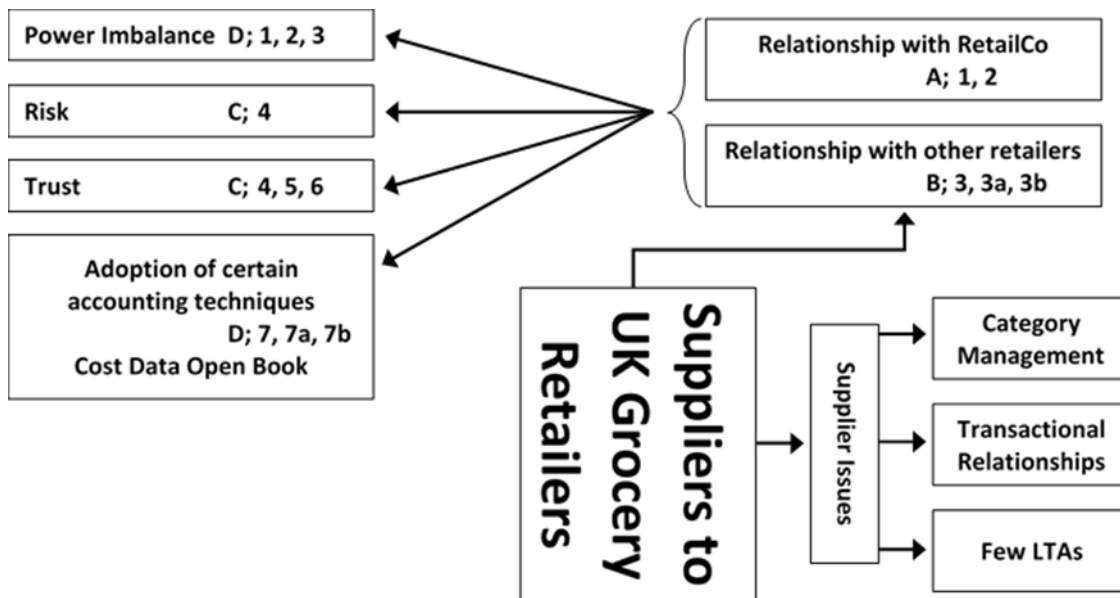 Power Imbalance D; 1, 2, 3
Risk C; 4
Trust C; 4, 5, 6
Adoption of certain
accounting techniques
D; 7, 7a, 7b
Cost Data Open Book
Relationship with RetailCo
A; 1, 2
Relationship with other retailers
B; 3, 3a, 3b
Suppliers to
UK Grocery
Retailers
Supplier Issues
Category
Management
Transactional
Relationships
Few LTAs